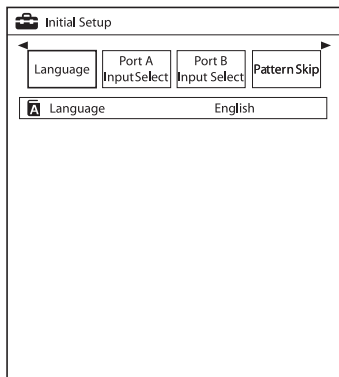 Initial Setup
Language
Port A
Input Select
Port B
Input Select
Pattern Skip
A Language English